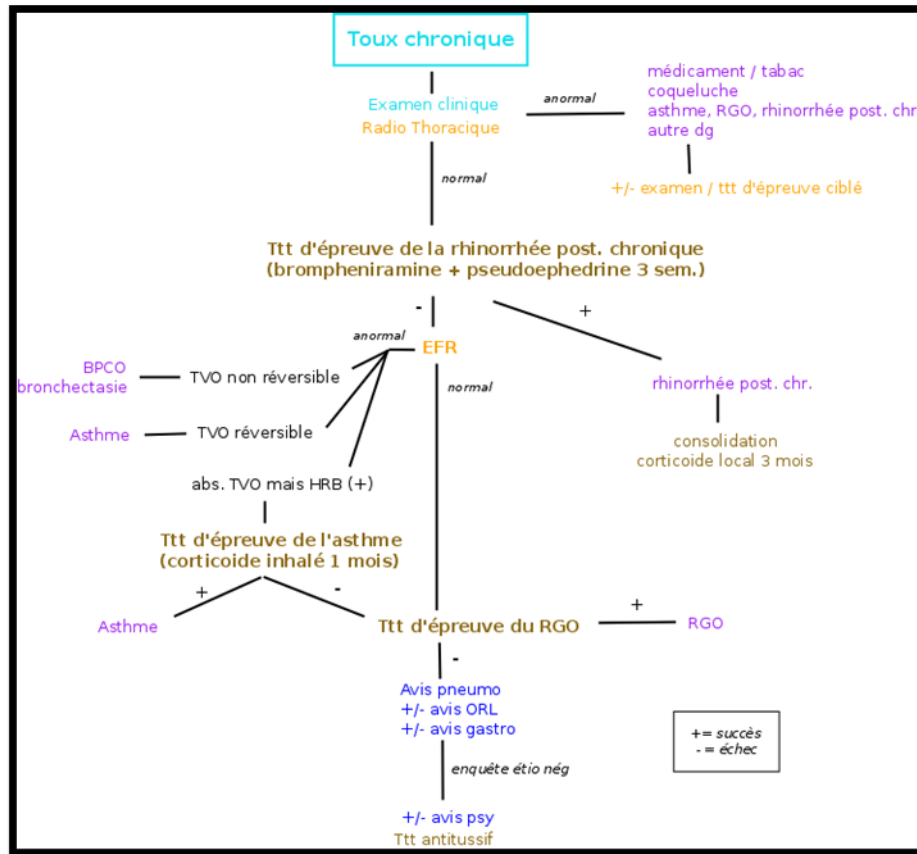 Toux chronique
Examen clinique
Radio Thoracique
anormal
médicament / tabac
coqueluche
asthme, RGO, rhinorrhée post. chr
autre dg
+/- examen / ttt d'épreuve ciblé
normal
Ttt d'épreuve de la rhinorrhée post. chronique
(brompheniramine + pseudoephedrine 3 sem.)
-
+
anormal
EFR
BPCO
bronchectasie
TVO non réversible
normal
rhinorrhée post. chr.
Asthme
TVO réversible
consolidation
corticoide local 3 mois
abs. TVO mais HRB (+)
Ttt d'épreuve de l'asthme
(corticoide inhalé 1 mois)
+
-
Asthme
Ttt d'épreuve du RGO
+
RGO
-
Avis pneumo
+/- avis ORL
+/- avis gastro
+= succès
- = échec
enquête étio nég
+/- avis psy
Ttt antitussif